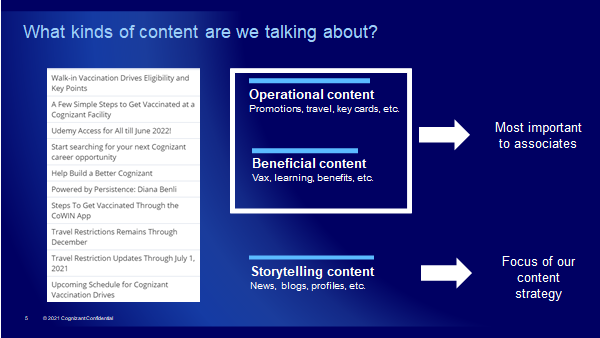 What kinds of content are we talking about?
Walk-in Vaccination Drives Eligibility and
Key Points
A Few Simple Steps to Get Vaccinated at a
Cognizant Facility
Udemy Access for All till June 2022!
Start searching for your next Cognizant
career opportunity
Help Build a Better Cognizant
Powered by Persistence: Diana Benli
Steps To Get Vaccinated Through the
CoWIN App
Travel Restrictions Remains Through
December
Travel Restriction Updates Through July 1,
2021
Upcoming Schedule for Cognizant
Vaccination Drives
Operational content
Promotions, travel, key cards, etc.
Beneficial content
Vax, learning, benefits, etc.
Most important
to associates
Storytelling content
News, blogs, profiles, etc.
Focus of our
content
strategy
5 © 2021 Cognizant Confidential